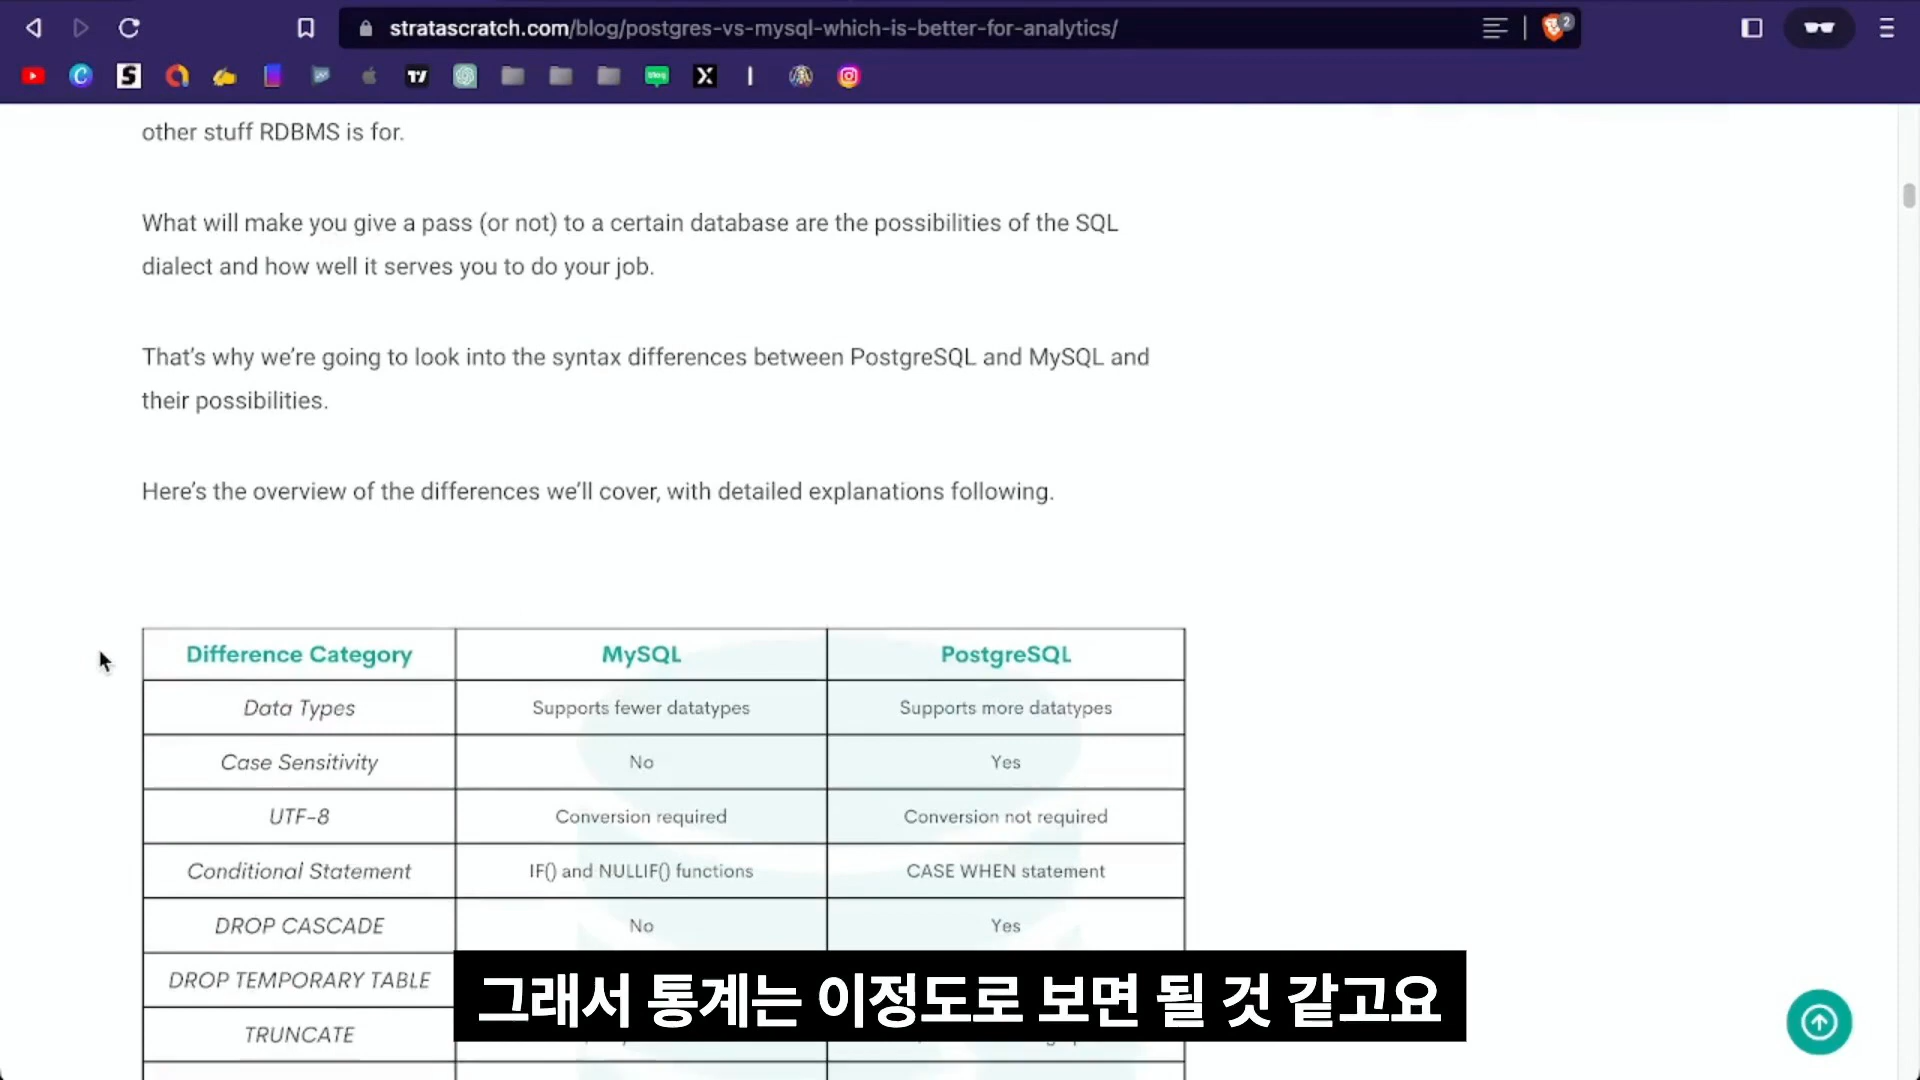 stratascratch.com/blog/postgres-vs-mysql-which-is-better-for-analytics/
2
blog
other stuff RDBMS is for.
What will make you give a pass (or not) to a certain database are the possibilities of the SQL
dialect and how well it serves you to do your job.
That's why we're going to look into the syntax differences between PostgreSQL and MySQL and
their possibilities.
Here's the overview of the differences we'll cover, with detailed explanations following.
Difference Category MySQL PostgreSQL
Data Types Supports fewer datatypes Supports more datatypes
Case Sensitivity No Yes
UTF-8 Conversion required Conversion not required
Conditional Statement IF() and NULLIF() functions CASE WHEN statement
DROP CASCADE No Yes
DROP TEMPORARY TABLE
TRUNCATE
그래서 통계는 이정도로 보면 될 것 같고요